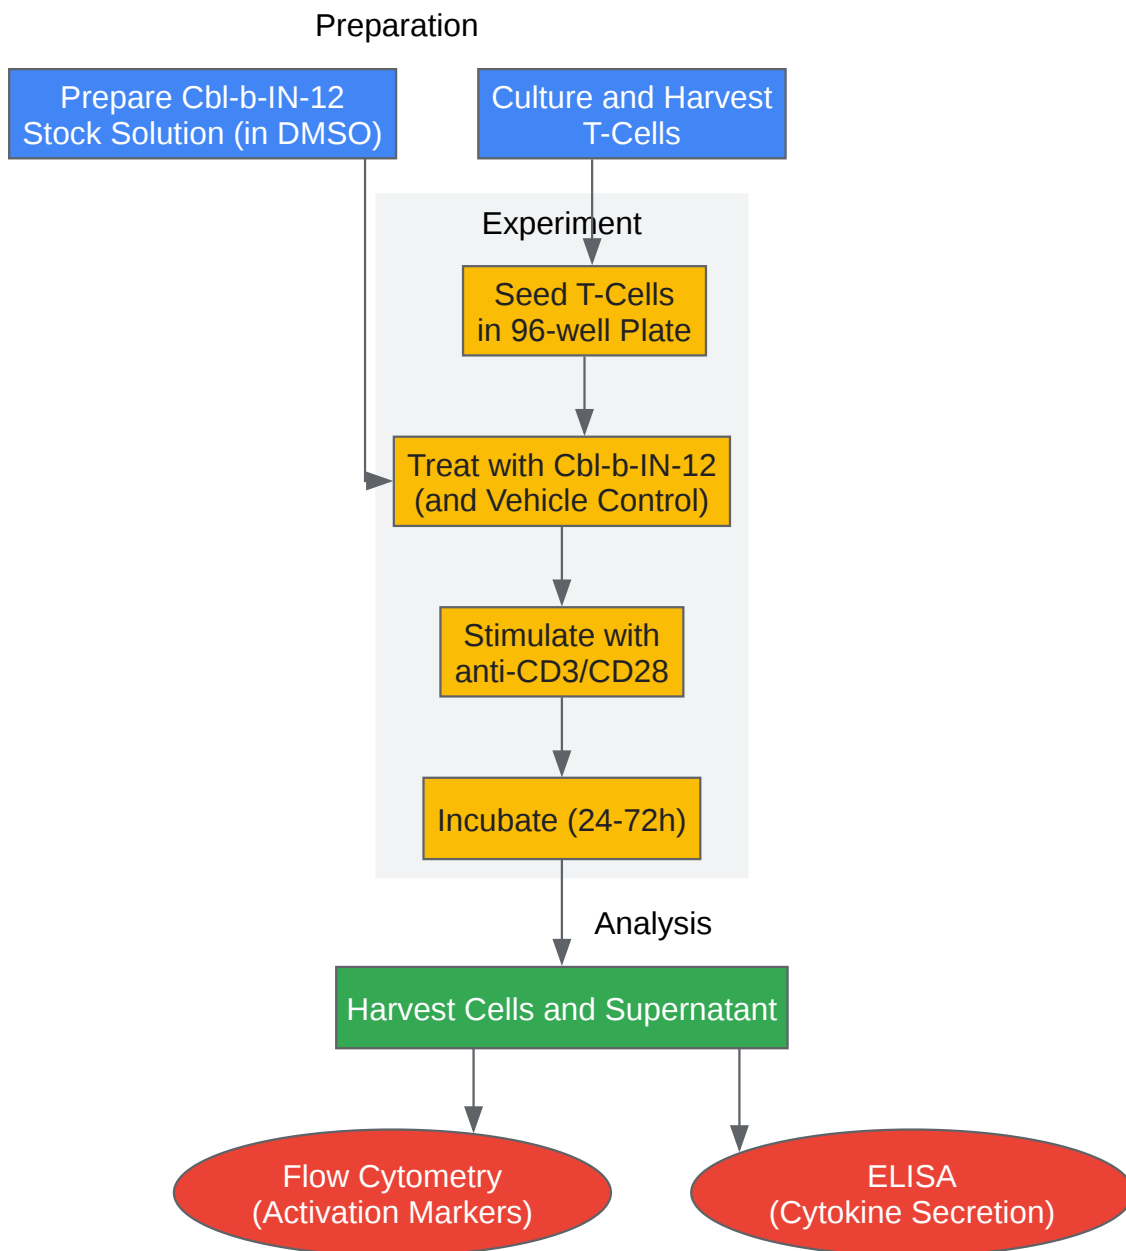 Preparation
Prepare Cbl-b-IN-12
Stock Solution (in DMSO)
Culture and Harvest
T-Cells
Experiment
Seed T-Cells
in 96-well Plate
Treat with Cbl-b-IN-12
(and Vehicle Control)
Stimulate with
anti-CD3/CD28
Incubate (24-72h)
Analysis
Harvest Cells and Supernatant
Flow Cytometry
(Activation Markers)
ELISA
(Cytokine Secretion)